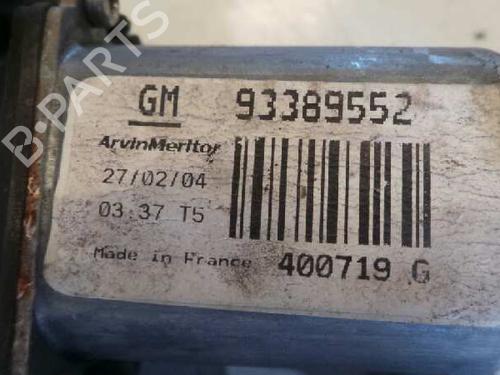 GM 93389552
ArvinMeritor
27/02/04
03.37 T5
Made in France 400719 G
B-PARTS